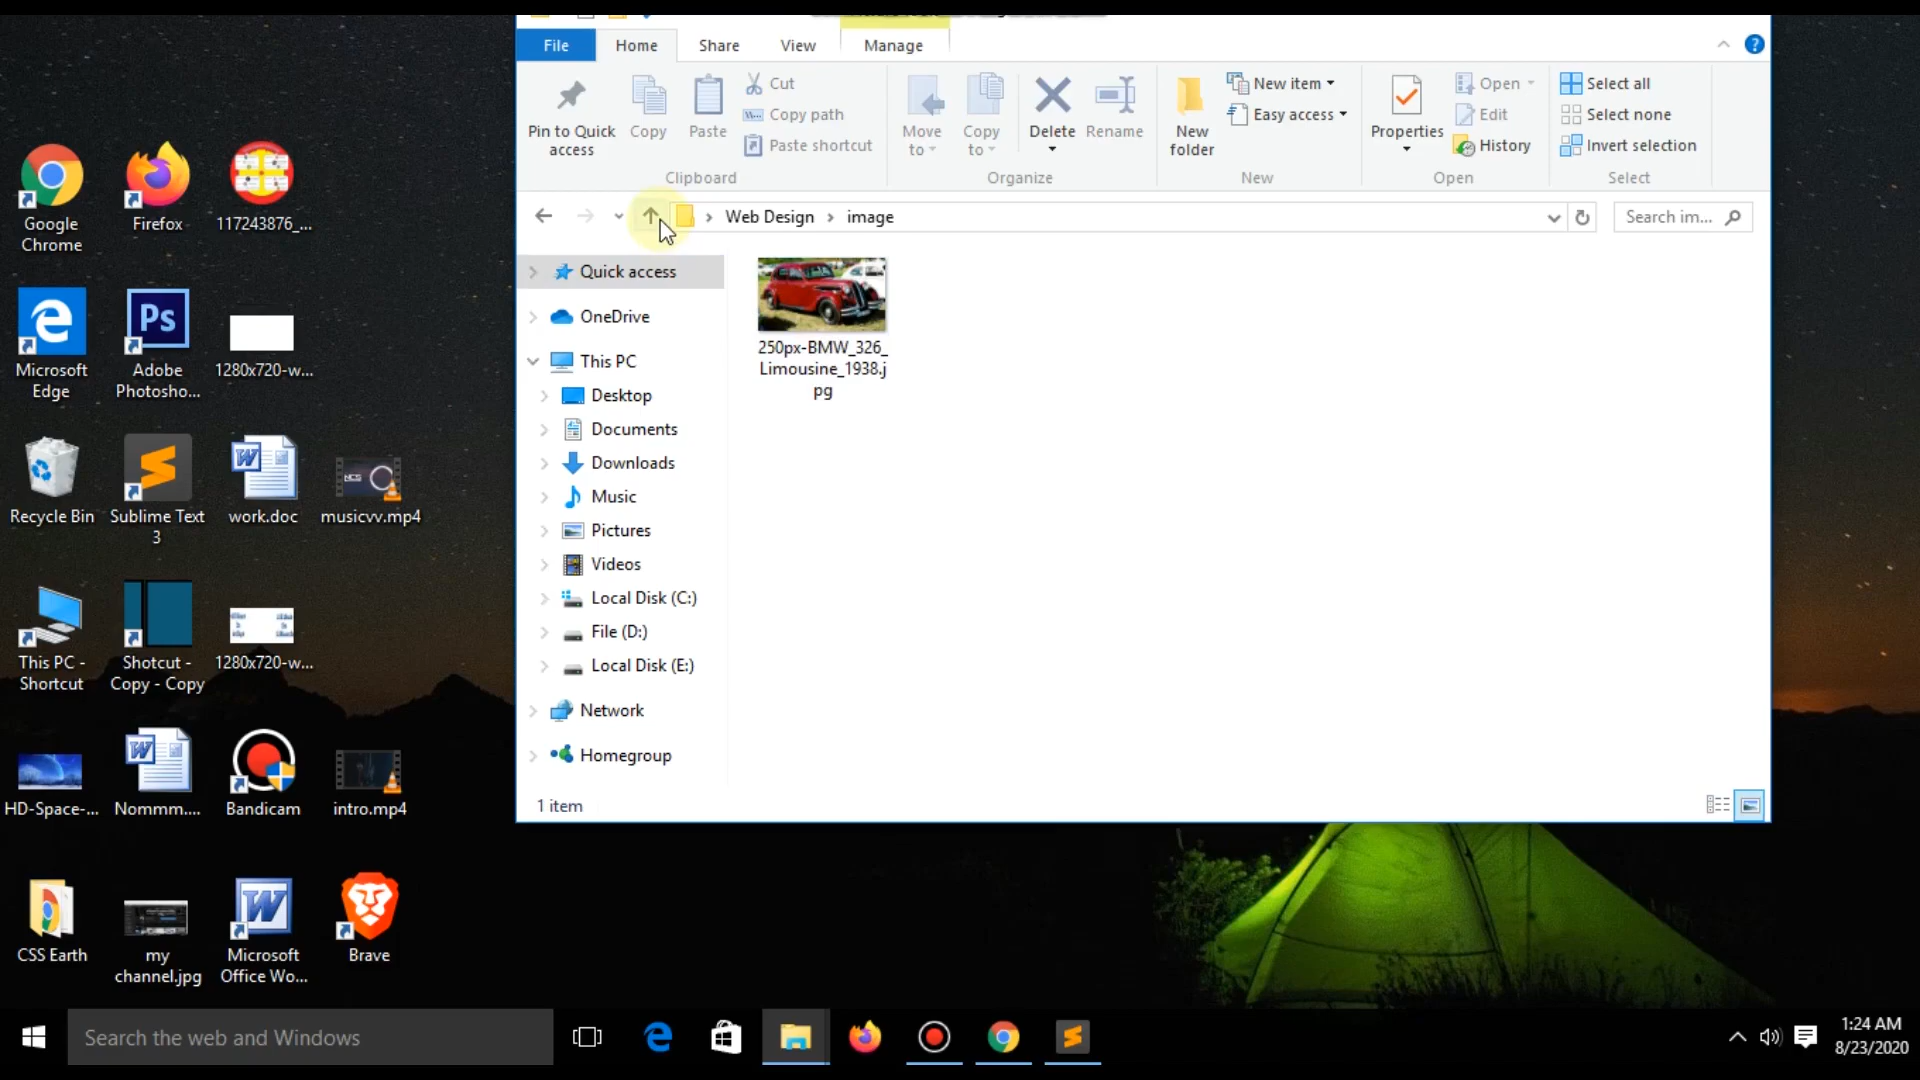 File
Home
Share
View
Manage
?
Pin to Quick
access
Copy
Paste
Cut
Copy path
Paste shortcut
Clipboard
Move
to
Copy
to
Delete
Rename
Organize
New
folder
New item
Easy access
New
Properties
Open
Edit
History
Open
Select all
Select none
Invert selection
Select
Web Design
image
Search im...
Quick access
OneDrive
This PC
Desktop
Documents
Downloads
Music
Pictures
Videos
Local Disk (C:)
File (D:)
Local Disk (E:)
Network
Homegroup
250px-BMW_326_
Limousine_1938.j
pg
1 item
Google
Chrome
Firefox
117243876_...
Microsoft
Edge
Ps
Adobe
Photosho...
1280x720-w...
Recycle Bin
Sublime Text
3
work.doc
NCS
musicvv.mp4
This PC -
Shortcut
Shotcut -
Copy - Copy
1280x720-w...
HD-Space-...
Nommm....
Bandicam
intro.mp4
CSS Earth
my
channel.jpg
Microsoft
Office Wo...
Brave
Search the web and Windows
1:24 AM
8/23/2020